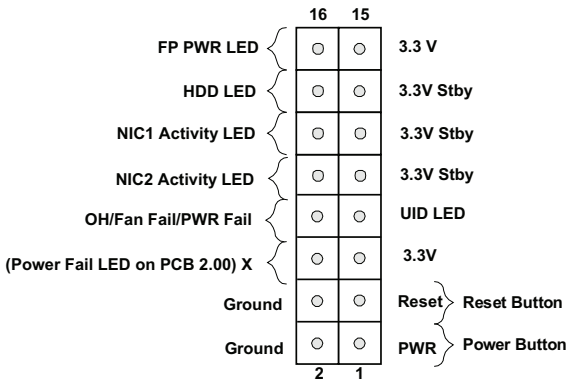 16 15
FP PWR LED 3.3 V
HDD LED 3.3V Stby
NIC1 Activity LED 3.3V Stby
NIC2 Activity LED 3.3V Stby
OH/Fan Fail/PWR Fail UID LED
(Power Fail LED on PCB 2.00) X 3.3V
Ground Reset Reset Button
Ground PWR Power Button
2 1